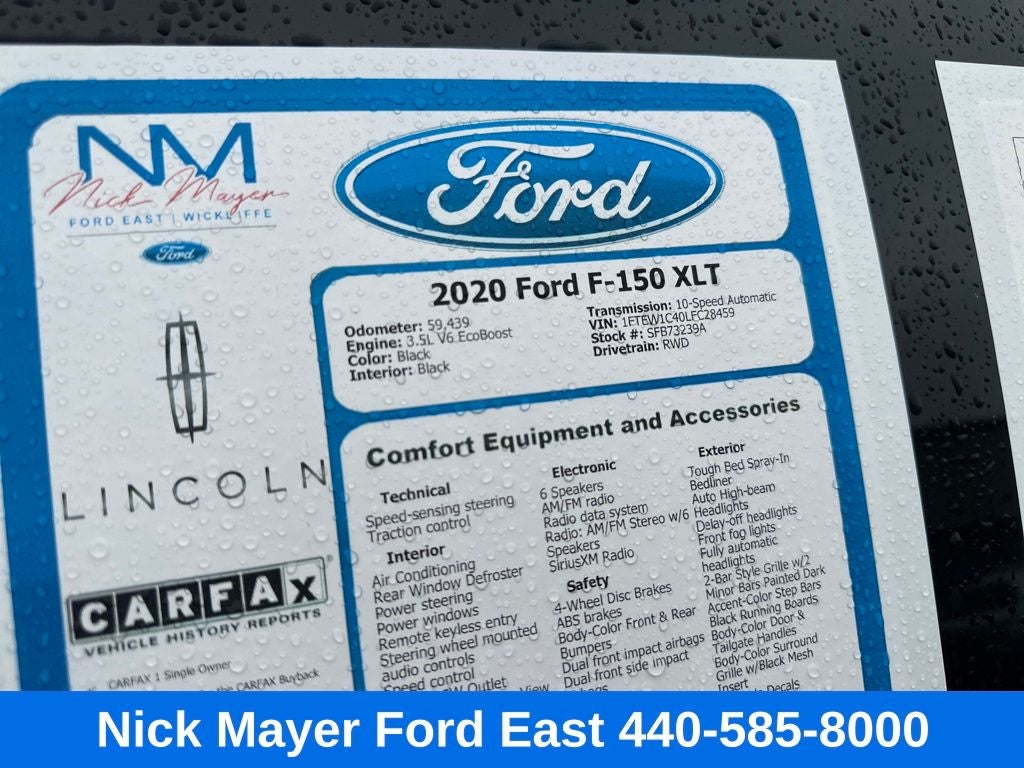 NM
Nick Mayer
FORD EAST | WICKLIFFE
Ford
Ford
2020 Ford F-150 XLT
Odometer: 59,439
Engine: 3.5L V6 EcoBoost
Color: Black
Interior: Black
Transmission: 10-Speed Automatic
VIN: 1FTEW1C40LFC28459
Stock #: SFB73239A
Drivetrain: RWD
LINCOLN
CARFAX
VEHICLE HISTORY REPORTS
CARFAX 1 Single Owner
the CARFAX Buyback
Comfort Equipment and Accessories
Technical
Speed-sensing steering
Traction control
Interior
Air Conditioning
Rear Window Defroster
Power steering
Power windows
Remote keyless entry
Steering wheel mounted
audio controls
Speed control
Outlet
View
Electronic
6 Speakers
AM/FM radio
Radio data system
Radio: AM/FM Stereo w/6
Speakers
SiriusXM Radio
Safety
4-Wheel Disc Brakes
ABS brakes
Body-Color Front & Rear
Bumpers
Dual front impact airbags
Dual front side impact
Exterior
Tough Bed Spray-In
Bedliner
Auto High-beam
Headlights
Delay-off headlights
Front fog lights
Fully automatic
headlights
2-Bar Style Grille w/2
Minor Bars Painted Dark
Accent-Color Step Bars
Black Running Boards
Body-Color Door &
Tailgate Handles
Body-Color Surround
Grille w/Black Mesh
Insert
Decals
Nick Mayer Ford East 440-585-8000